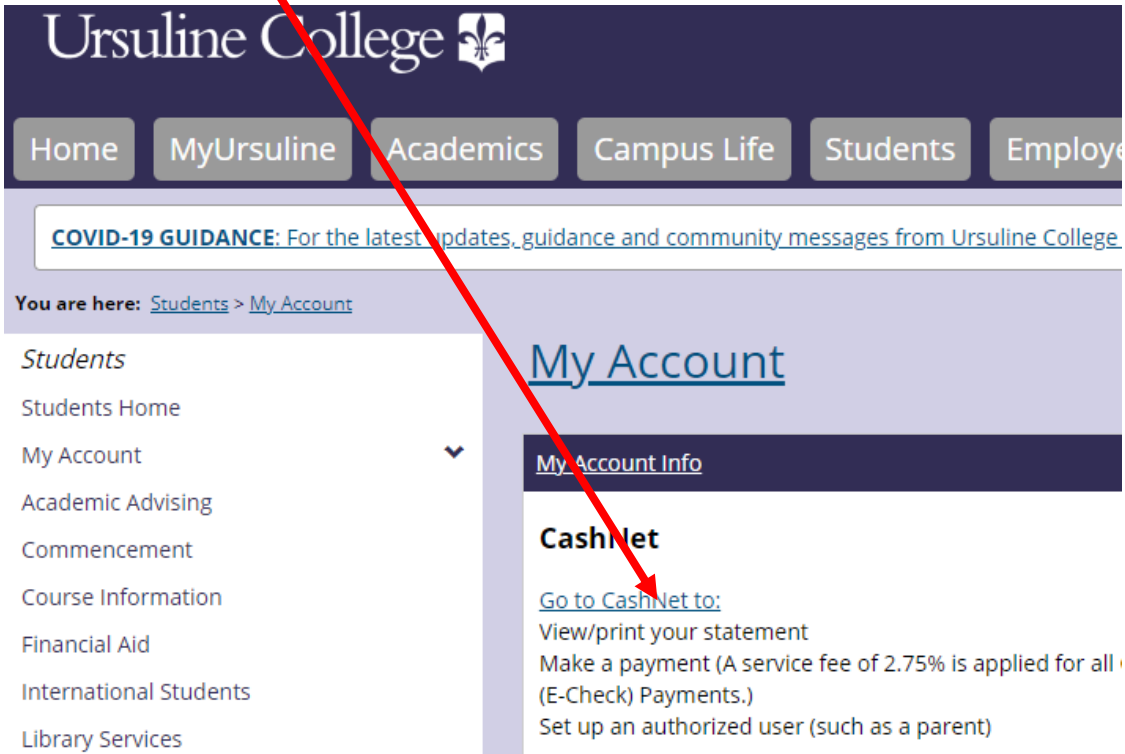 Ursuline College
Home MyUrsuline Academics Campus Life Students
COVID-19 GUIDANCE: For the latest updates, guidance and community messages from Ursuline College
You are here: Students > My Account
Students
Students Home
My Account
Academic Advising
Commencement
Course Information
Financial Aid
International Students
Library Services
My Account
My Account Info
CashNet
Go to CashNet to:
View/print your statement
Make a payment (A service fee of 2.75% is applied for all
(E-Check) Payments.)
Set up an authorized user (such as a parent)